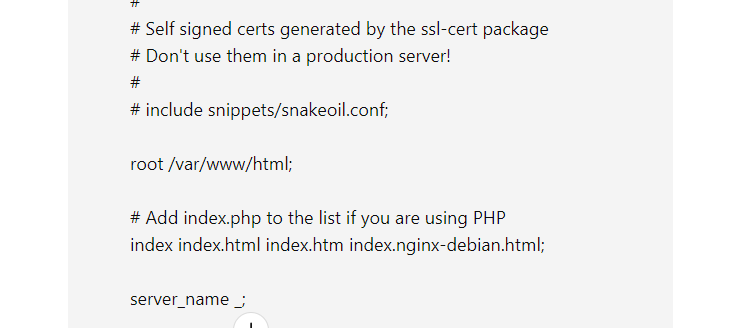 #
# Self signed certs generated by the ssl-cert package
# Don't use them in a production server!
#
# include snippets/snakeoil.conf;
root /var/www/html;
# Add index.php to the list if you are using PHP
index index.html index.htm index.nginx-debian.html;
server_name _;